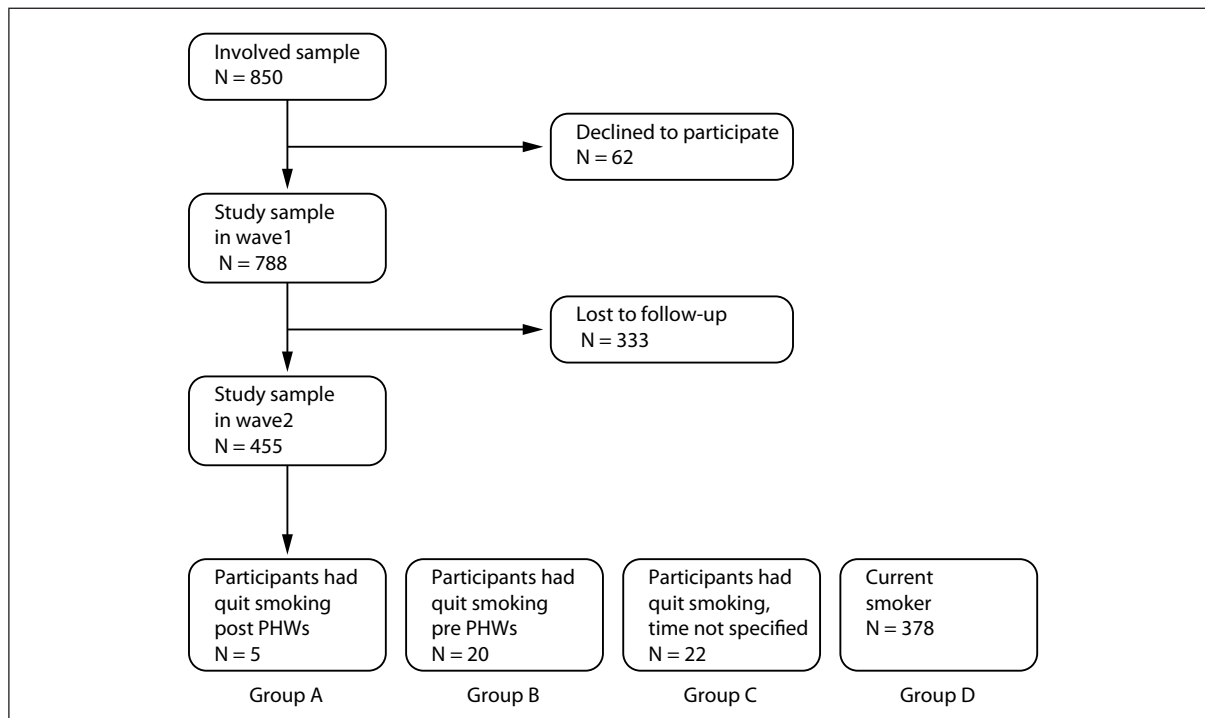 Involved sample
N = 850
Declined to participate
N = 62
Study sample
in wave1
N = 788
Lost to follow-up
N = 333
Study sample
in wave2
N = 455
Participants had
quit smoking
post PHWs
N = 5
Participants had
quit smoking
pre PHWs
N = 20
Participants had
quit smoking,
time not specified
N = 22
Current
smoker
N = 378
Group A
Group B
Group C
Group D